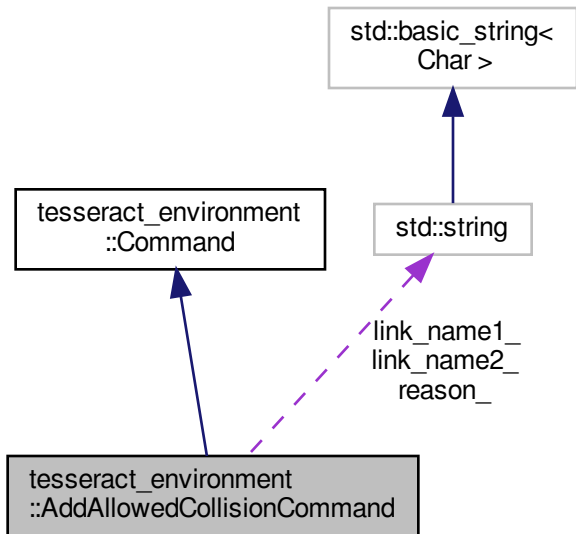 std::basic_string<
Char >
tesseract_environment
::Command
std::string
link_name1_
link_name2_
reason_
tesseract_environment
::AddAllowedCollisionCommand